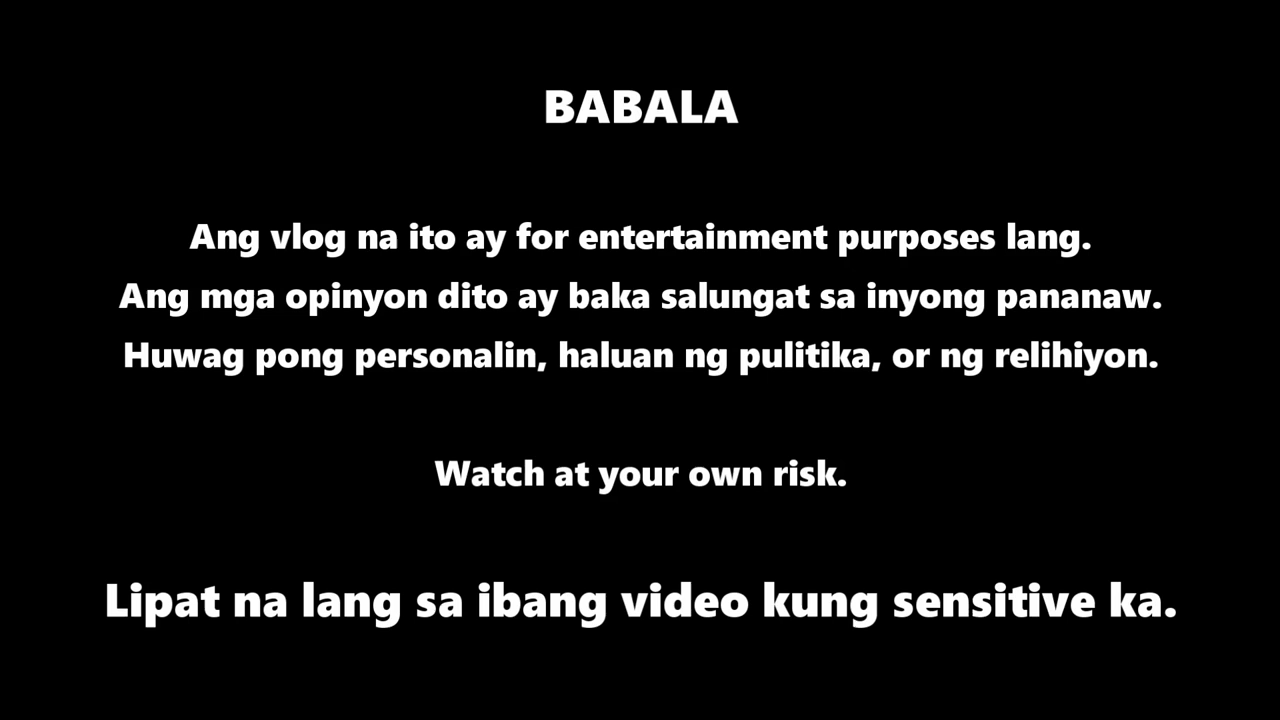 BABALA
Ang vlog na ito ay for entertainment purposes lang.
Ang mga opinyon dito ay baka salungat sa inyong pananaw.
Huwag pong personalin, haluan ng pulitika, or ng relihiyon.
Watch at your own risk.
Lipat na lang sa ibang video kung sensitive ka.